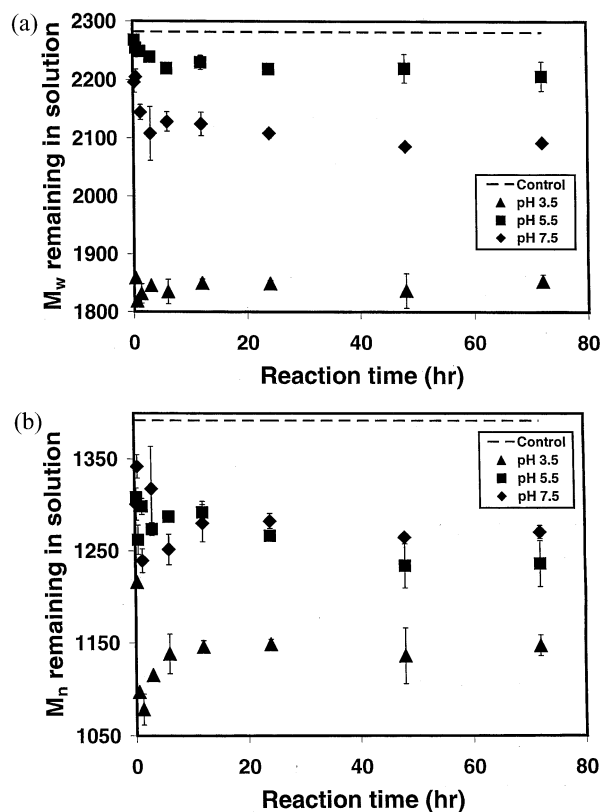 (a)
2300
2200
2100
2000
1900
1800
M_w remaining in solution
Control
pH 3.5
pH 5.5
pH 7.5
0 20 40 60 80
Reaction time (hr)
(b)
1350
1250
1150
1050
M_n remaining in solution
Control
pH 3.5
pH 5.5
pH 7.5
0 20 40 60 80
Reaction time (hr)